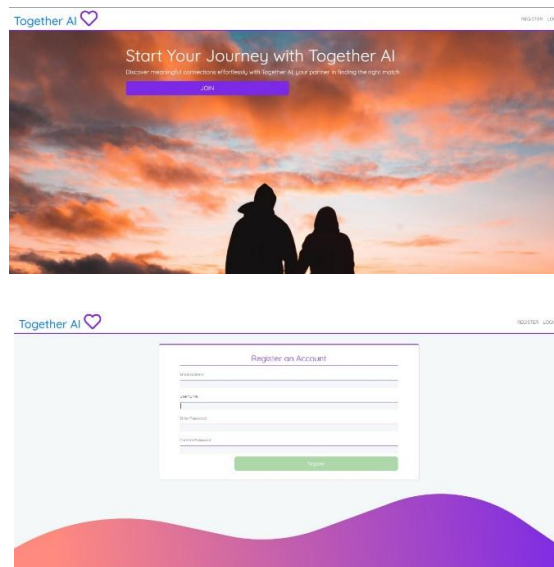 Together AI
REGISTER
Start Your Journey with Together AI
Discover meaningful connections effortlessly with Together AI, your partner in finding the right match
JOIN
Together AI
REGISTER
Register an Account
Username
Enter Password
Confirm Password
Register